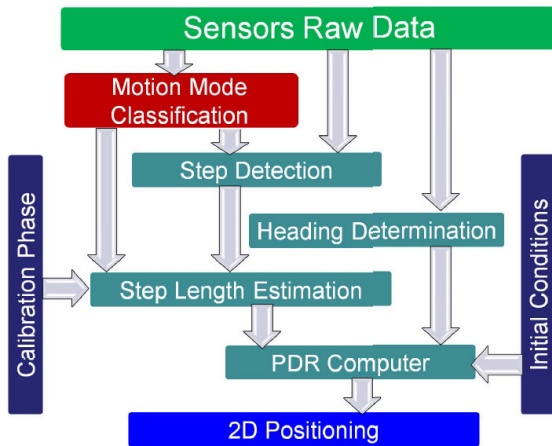 Sensors Raw Data
Motion Mode
Classification
Step Detection
Calibration Phase
Heading Determination
Initial Conditions
Step Length Estimation
PDR Computer
2D Positioning